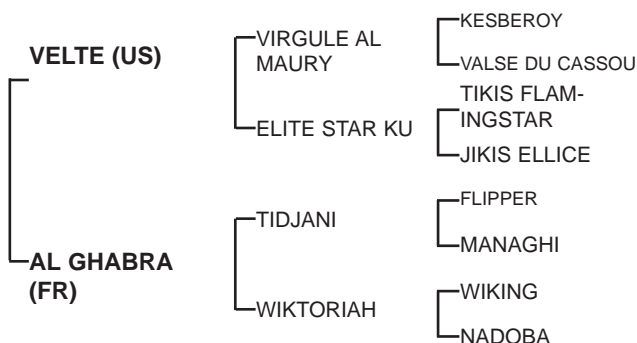 VELTE (US)
VIRGULE AL
MAURY
KESBEROY
VALSE DU CASSOU
ELITE STAR KU
TIKIS FLAM-
INGSTAR
JIKIS ELLICE
AL GHABRA
(FR)
TIDJANI
FLIPPER
MANAGHI
WIKTORIAH
WIKING
NADOBA